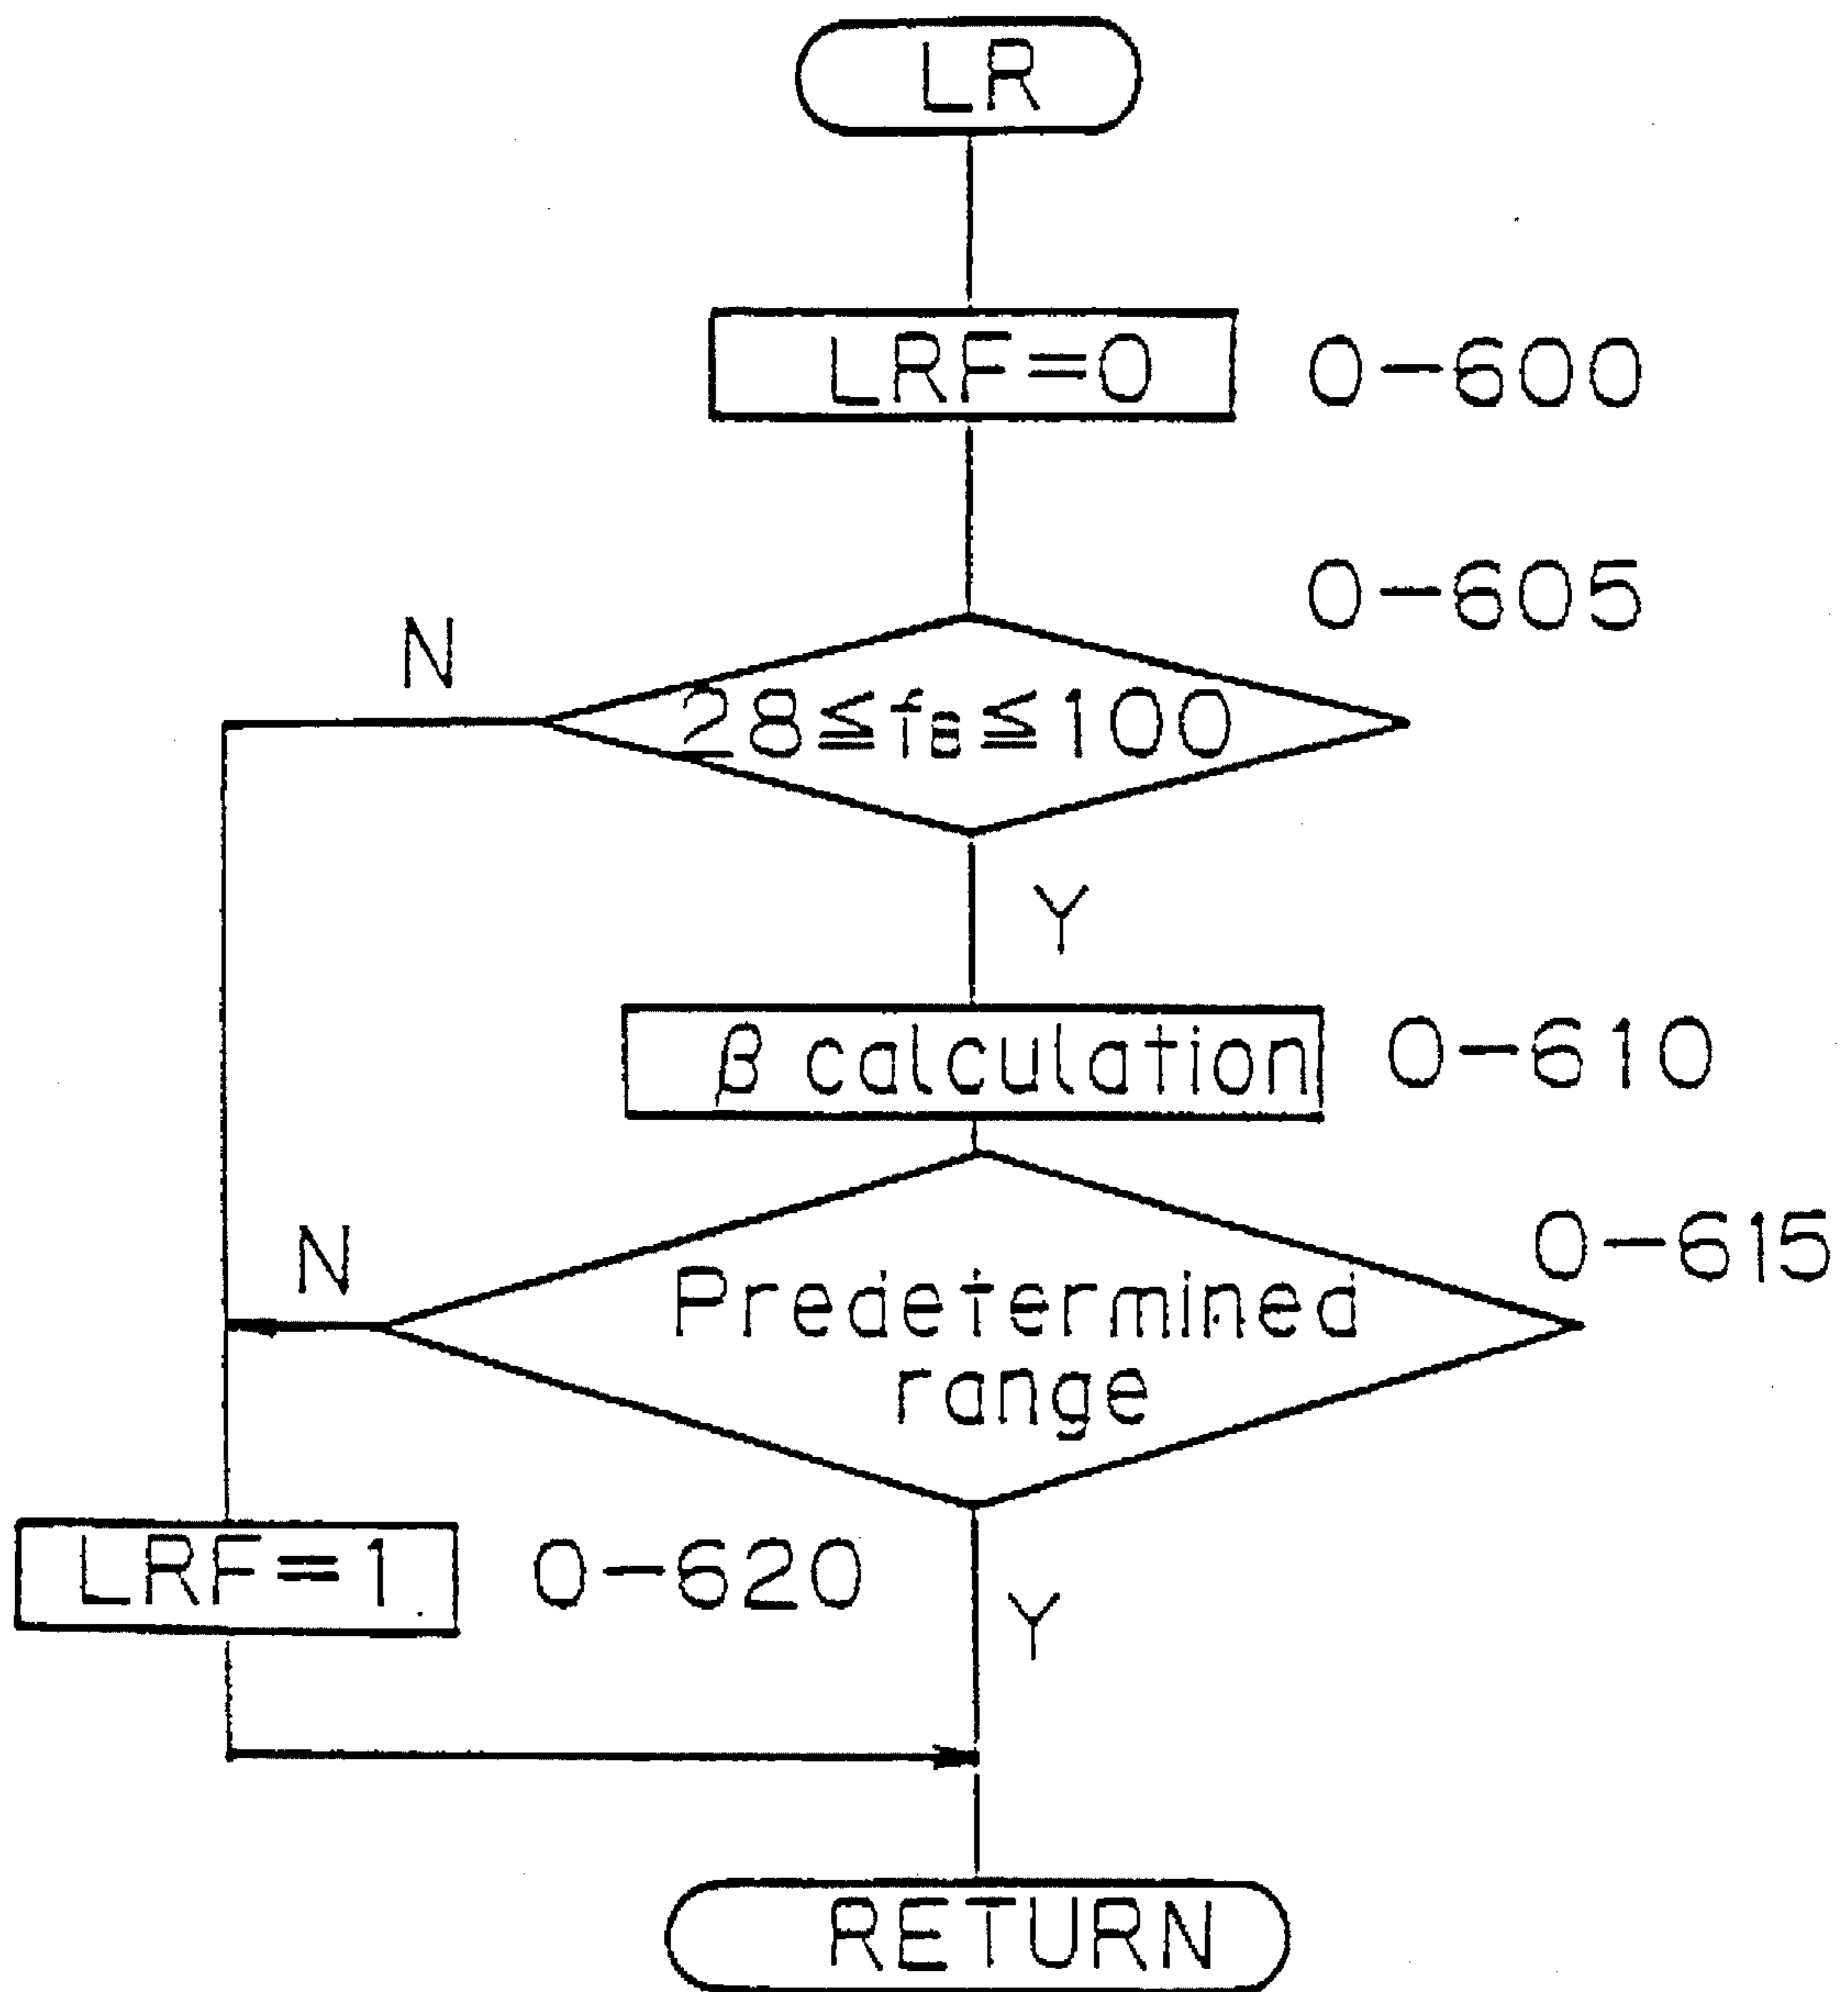 LR
LRF=0 0-600
0-605
N
28≦fa≦100
Y
β calculation 0-610
0-615
N
Predetermined
range
LRF=1 0-620
Y
RETURN